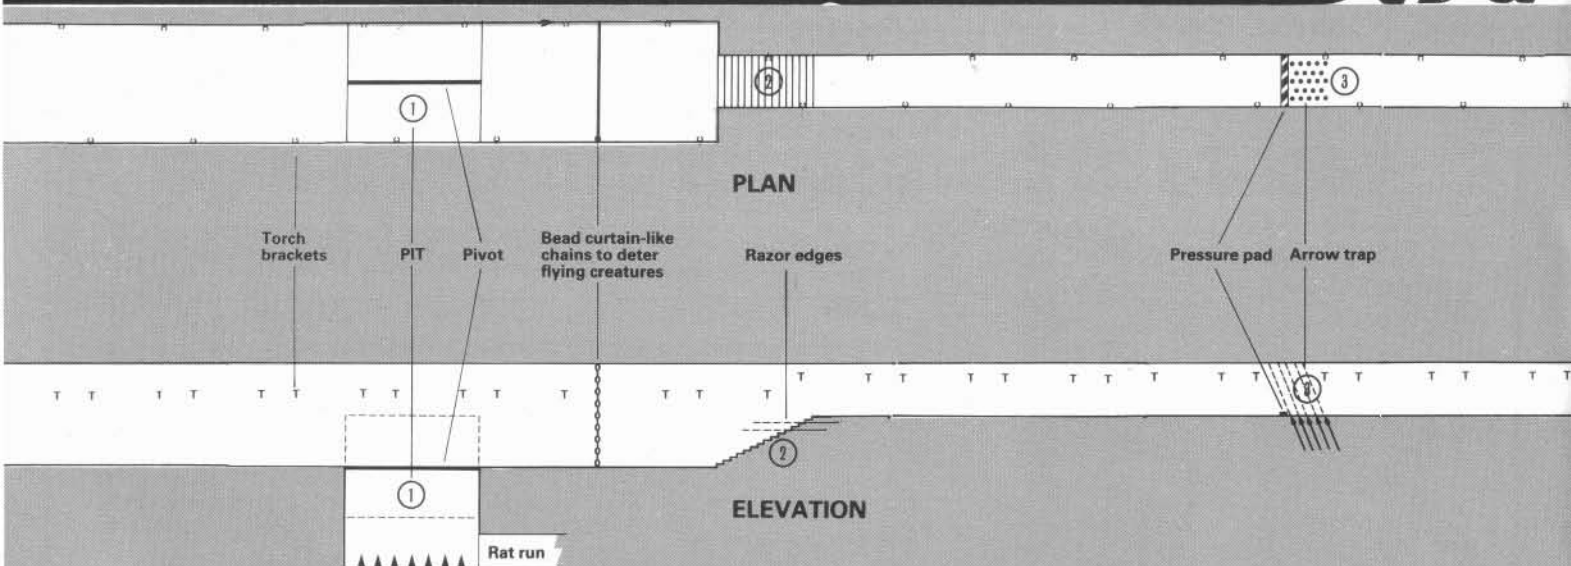 1
2
3
PLAN
Torch
brackets
PIT
Pivot
Bead curtain-like
chains to deter
flying creatures
Razor edges
Pressure pad
Arrow trap
3
2
1
ELEVATION
Rat run